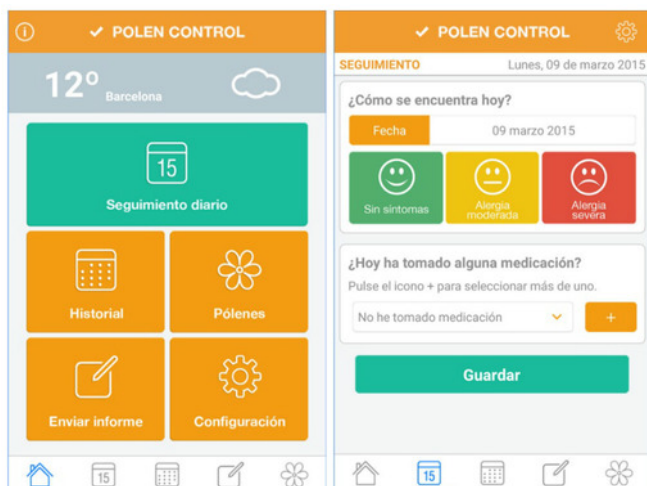 POLEN CONTROL
12º Barcelona
15
Seguimiento diario
Historial
Pólenes
Enviar informe
Configuración
15
POLEN CONTROL
SEGUIMIENTO
Lunes, 09 de marzo 2015
¿Cómo se encuentra hoy?
Fecha
09 marzo 2015
Sin síntomas
Alergia
moderada
Alergia
severa
¿Hoy ha tomado alguna medicación?
Pulse el icono + para seleccionar más de uno.
No he tomado medicación
+
Guardar
15